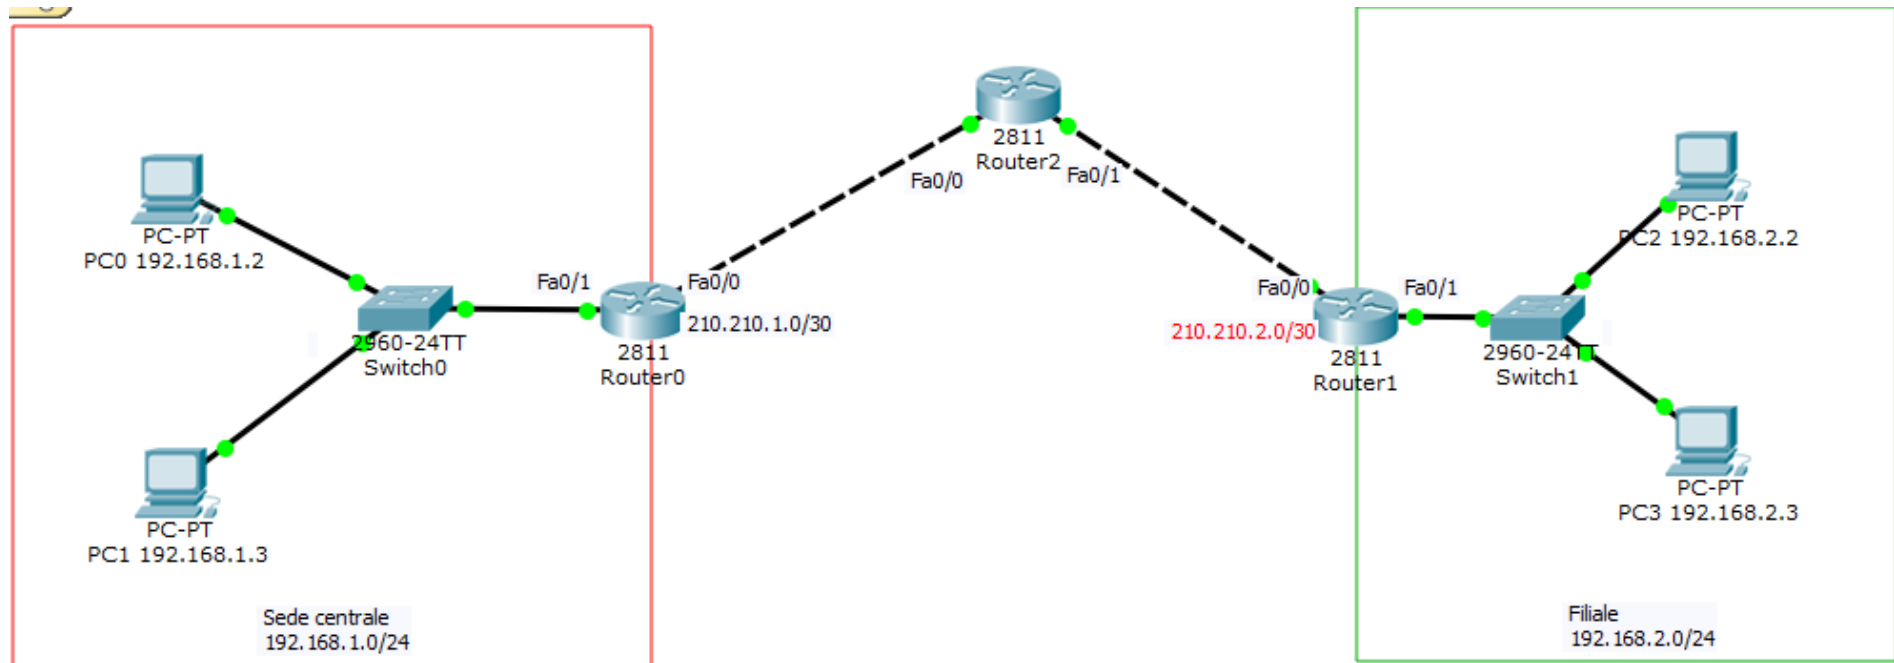 2811
Router2
Fa0/0
Fa0/1
PC-PT
PC0 192.168.1.2
PC-PT
PC2 192.168.2.2
Fa0/1
Fa0/0
210.210.1.0/30
2811
Router0
2960-24TT
Switch0
Fa0/0
Fa0/1
210.210.2.0/30
2811
Router1
2960-24TT
Switch1
PC-PT
PC1 192.168.1.3
PC-PT
PC3 192.168.2.3
Sede centrale
192.168.1.0/24
Filiale
192.168.2.0/24